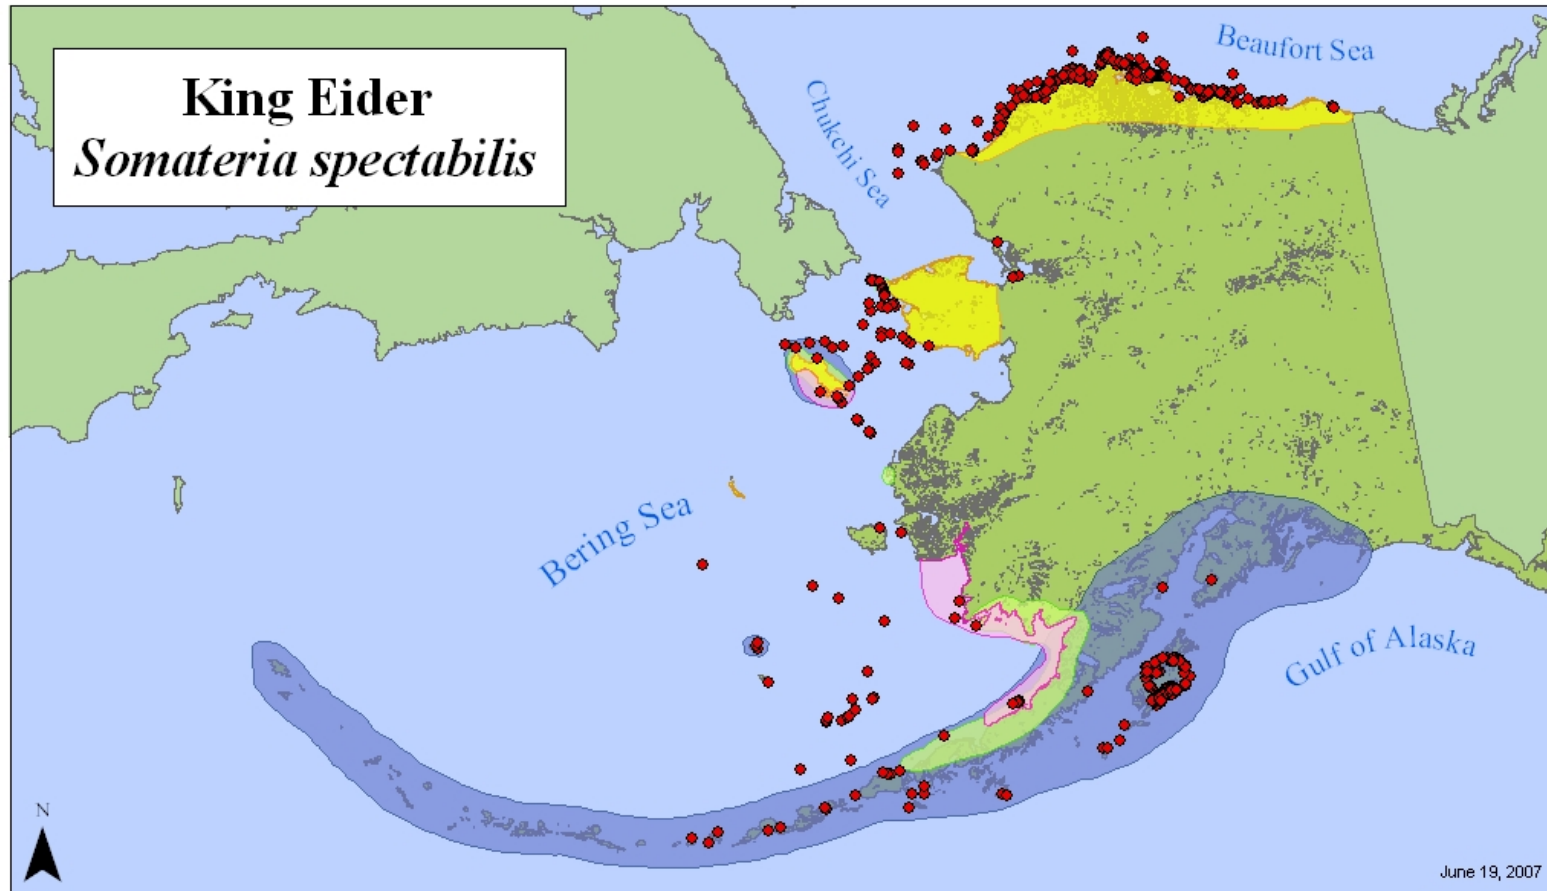 King Eider
Somateria spectabilis
Beaufort Sea
Chukchi Sea
Bering Sea
Gulf of Alaska
N
June 19, 2007